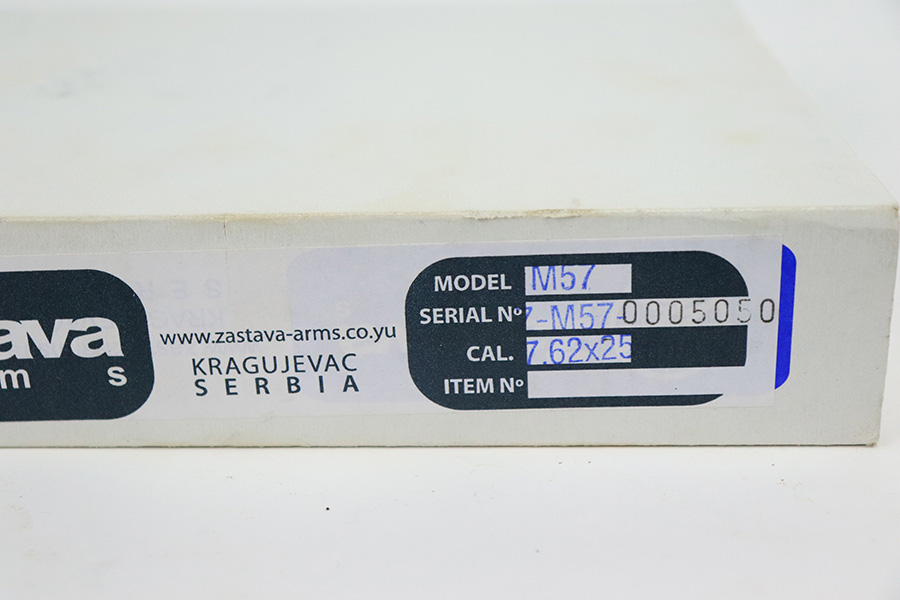 ava
m s
www.zastava-arms.co.yu
KRAGUJEVAC
SERBIA
MODEL M57
SERIAL Nº 7-M57-0005050
CAL. 7.62x25
ITEM Nº